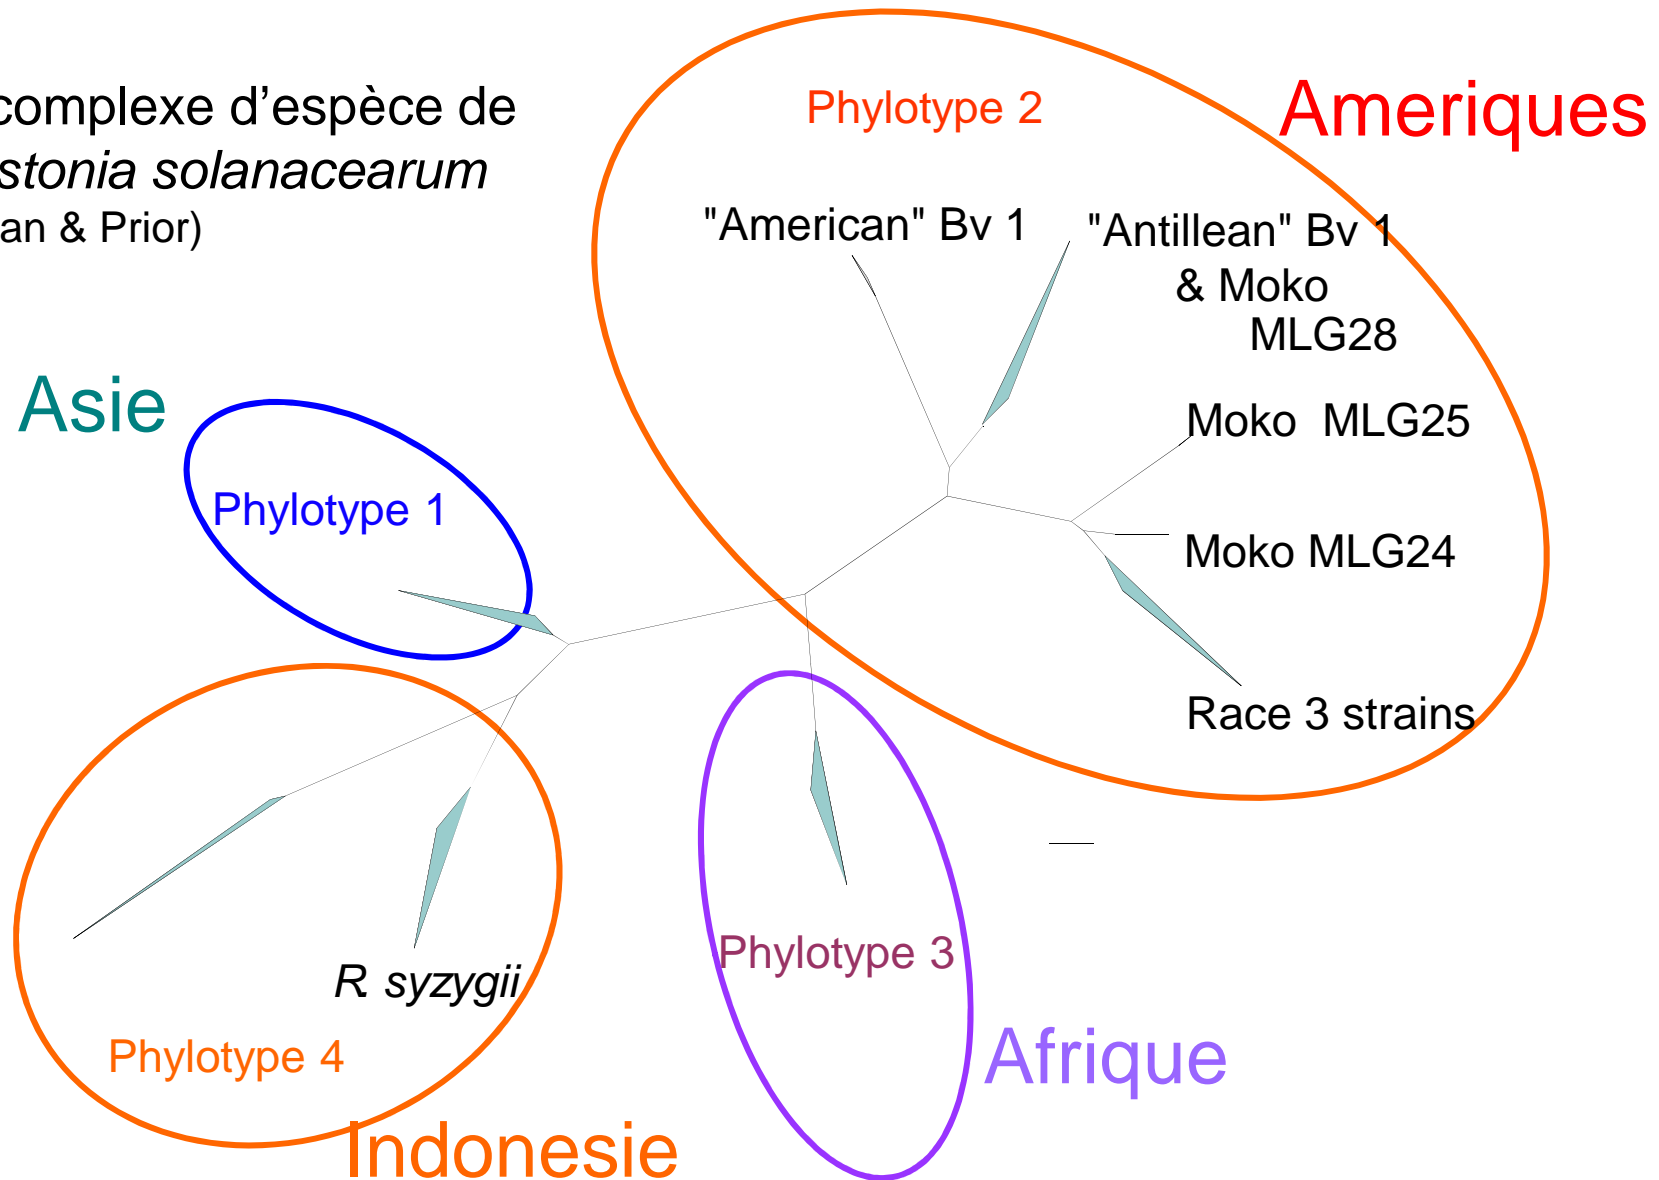 complexe d'espèce de
stonia solanacearum
an & Prior)
Ameriques
Phylotype 2
"American" Bv 1
"Antillean" Bv 1
& Moko
MLG28
Asie
Moko MLG25
Phylotype 1
Moko MLG24
Race 3 strains
Phylotype 3
R. syzygii
Afrique
Phylotype 4
Indonesie